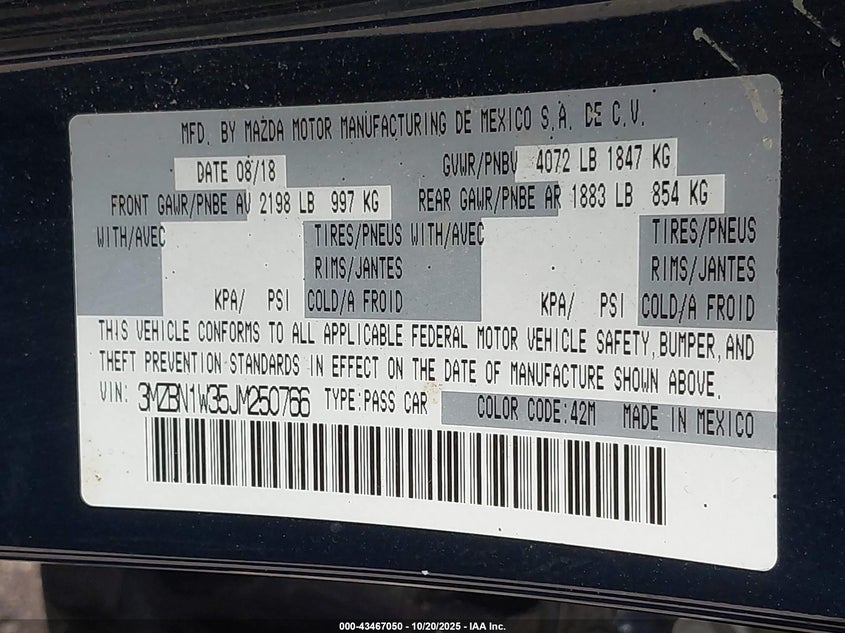 MFD. BY MAZDA MOTOR MANUFACTURING DE MEXICO S.A. DE C.V.
DATE 08/18 GVWR/PNBV 4072 LB 1847 KG
FRONT GAWR/PNBE AV 2198 LB 997 KG REAR GAWR/PNBE AR 1883 LB 854 KG
WITH/AVEC TIRES/PNEUS WITH/AVEC TIRES/PNEUS
RIMS/JANTES RIMS/JANTES
KPA/ PSI COLD/A FROID KPA/ PSI COLD/A FROID
THIS VEHICLE CONFORMS TO ALL APPLICABLE FEDERAL MOTOR VEHICLE SAFETY, BUMPER, AND
THEFT PREVENTION STANDARDS IN EFFECT ON THE DATE OF MANUFACTURE SHOWN ABOVE.
VIN: 3MZBN1W35JM250766 TYPE: PASS CAR COLOR CODE: 42M MADE IN MEXICO
000-43467050 - 10/20/2025 - IAA Inc.